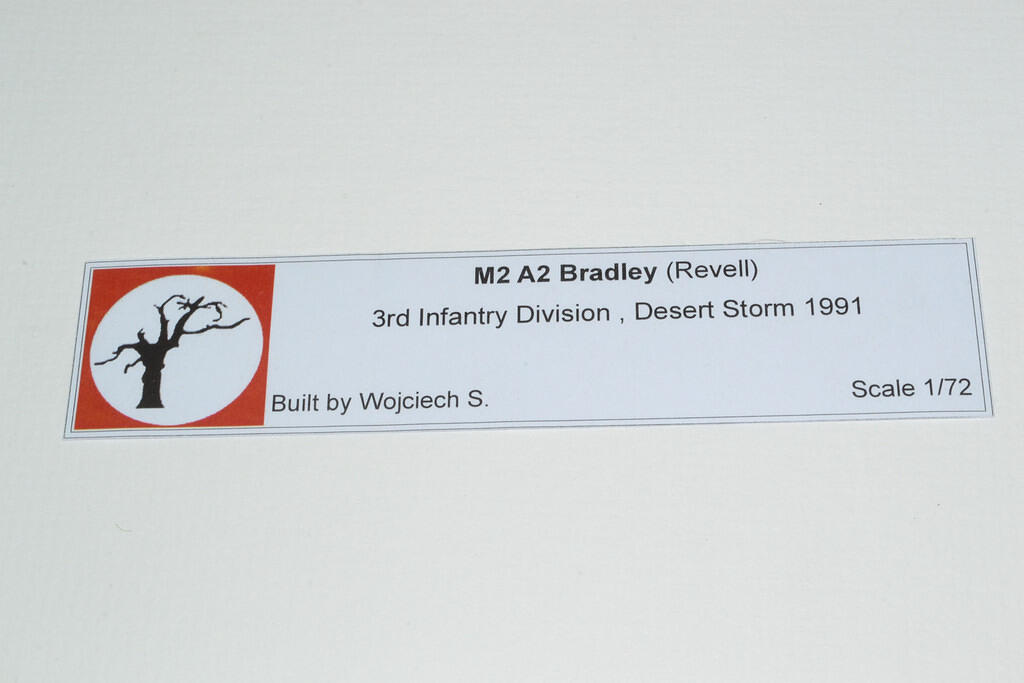 M2 A2 Bradley (Revell)
3rd Infantry Division , Desert Storm 1991
Built by Wojciech S.
Scale 1/72